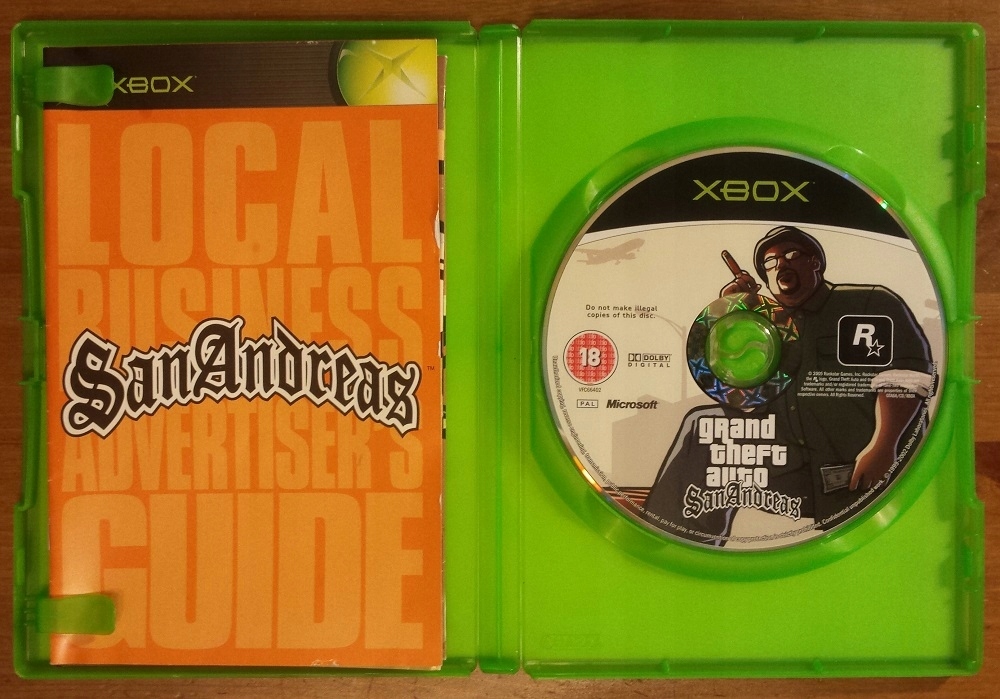 XBOX
LOCAL
BUSINESS
San Andreas™
ADVERTISER'S
GUIDE
XBOX
Do not make illegal
copies of this disc.
18
DOLBY
DIGITAL
PAL
Microsoft
R
grand
theft
auto
San Andreas